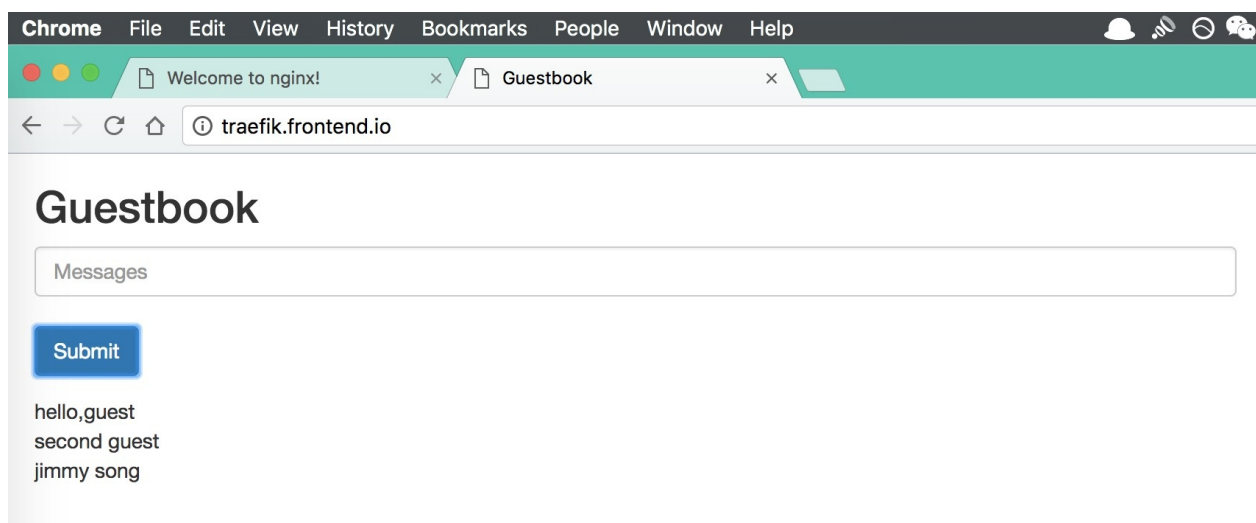 Chrome File Edit View History Bookmarks People Window Help
Welcome to nginx! Guestbook
traefik.frontend.io
Guestbook
Messages
Submit
hello,guest
second guest
jimmy song